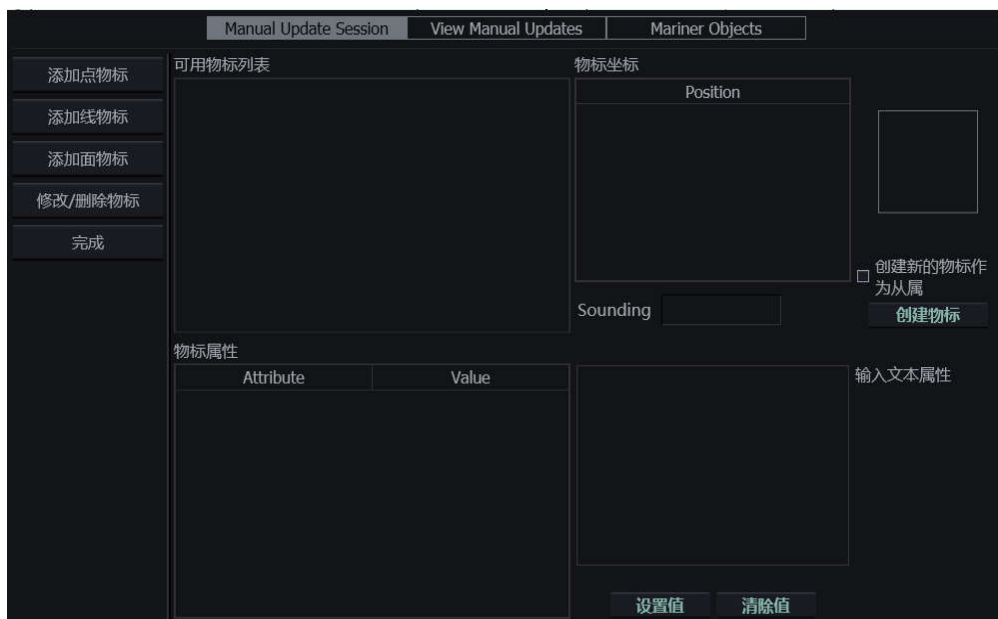 Manual Update Session
View Manual Updates
Mariner Objects
添加点物标
添加线物标
添加面物标
修改/删除物标
完成
可用物标列表
物标坐标
Position
Sounding
创建新的物标作
为从属
创建物标
物标属性
Attribute
Value
输入文本属性
设置值
清除值